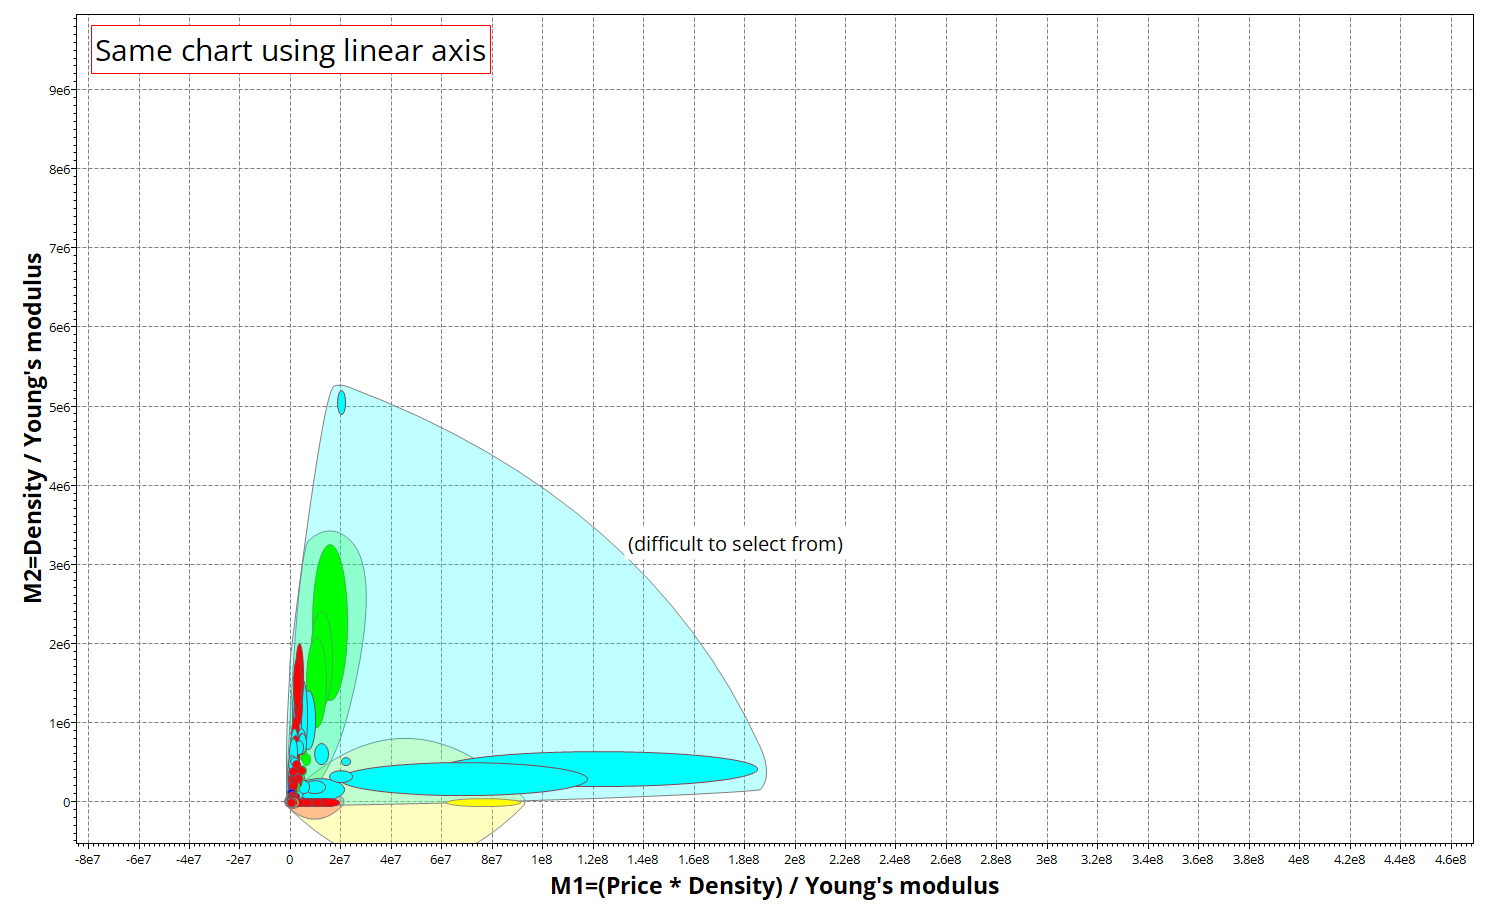 Same chart using linear axis
9e6
8e6
7e6
6e6
5e6
4e6
3e6
2e6
1e6
0
M2=Density / Young's modulus
(difficult to select from)
-8e7 -6e7 -4e7 -2e7 0 2e7 4e7 6e7 8e7 1e8 1.2e8 1.4e8 1.6e8 1.8e8 2e8 2.2e8 2.4e8 2.6e8 2.8e8 3e8 3.2e8 3.4e8 3.6e8 3.8e8 4e8 4.2e8 4.4e8 4.6e8
M1=(Price * Density) / Young's modulus